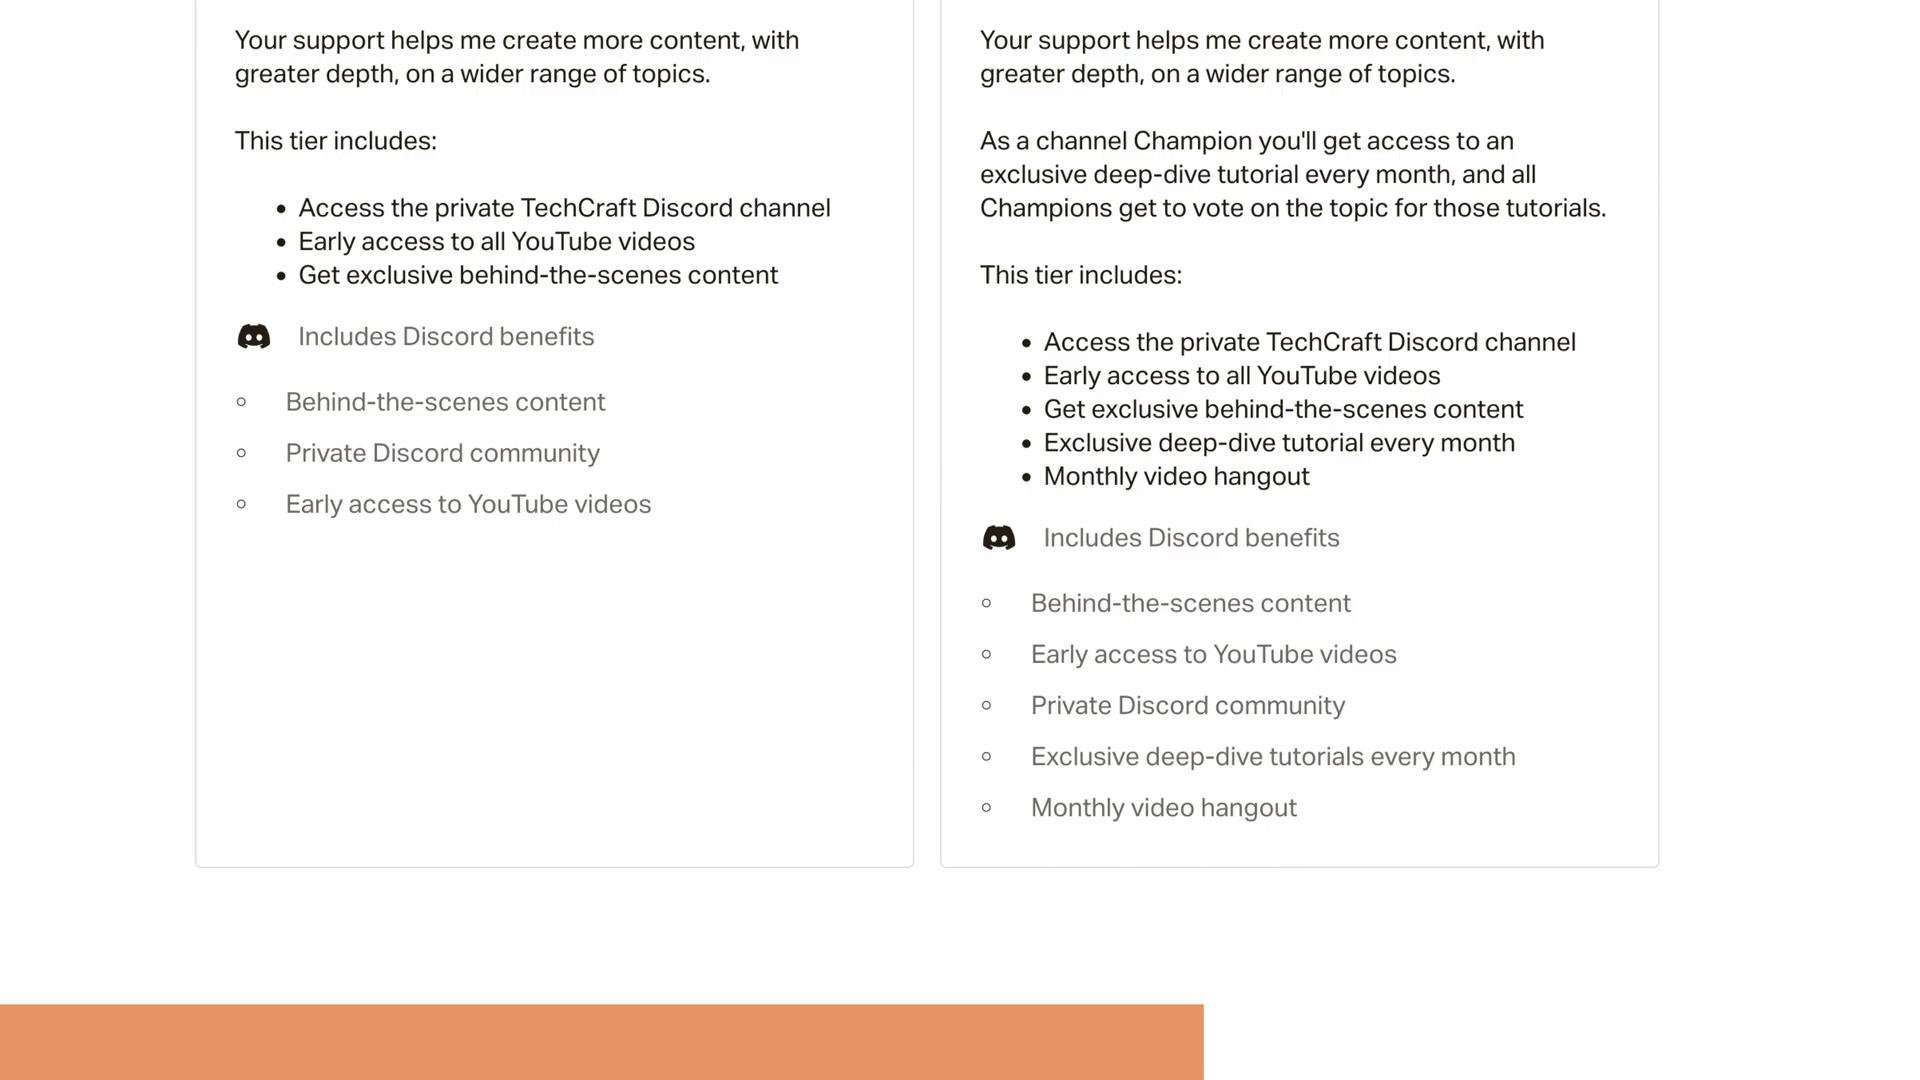 Your support helps me create more content, with
greater depth, on a wider range of topics.
This tier includes:
Access the private TechCraft Discord channel
Early access to all YouTube videos
Get exclusive behind-the-scenes content
Includes Discord benefits
Behind-the-scenes content
Private Discord community
Early access to YouTube videos
Your support helps me create more content, with
greater depth, on a wider range of topics.
As a channel Champion you'll get access to an
exclusive deep-dive tutorial every month, and all
Champions get to vote on the topic for those tutorials.
This tier includes:
Access the private TechCraft Discord channel
Early access to all YouTube videos
Get exclusive behind-the-scenes content
Exclusive deep-dive tutorial every month
Monthly video hangout
Includes Discord benefits
Behind-the-scenes content
Early access to YouTube videos
Private Discord community
Exclusive deep-dive tutorials every month
Monthly video hangout